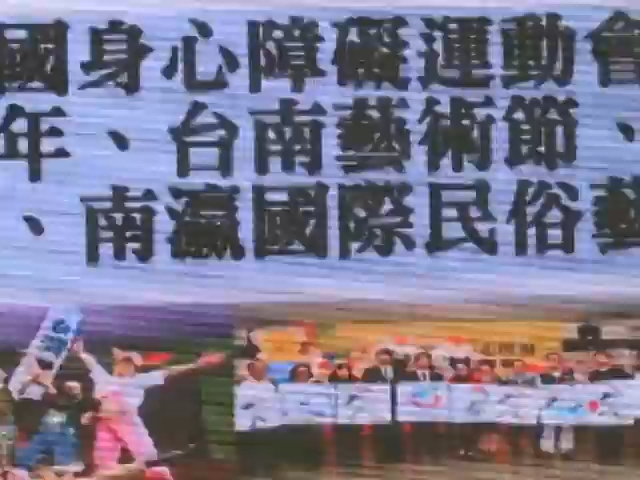 國身心障礙運動會
年、台南藝術節、
、南瀛國際民俗藝